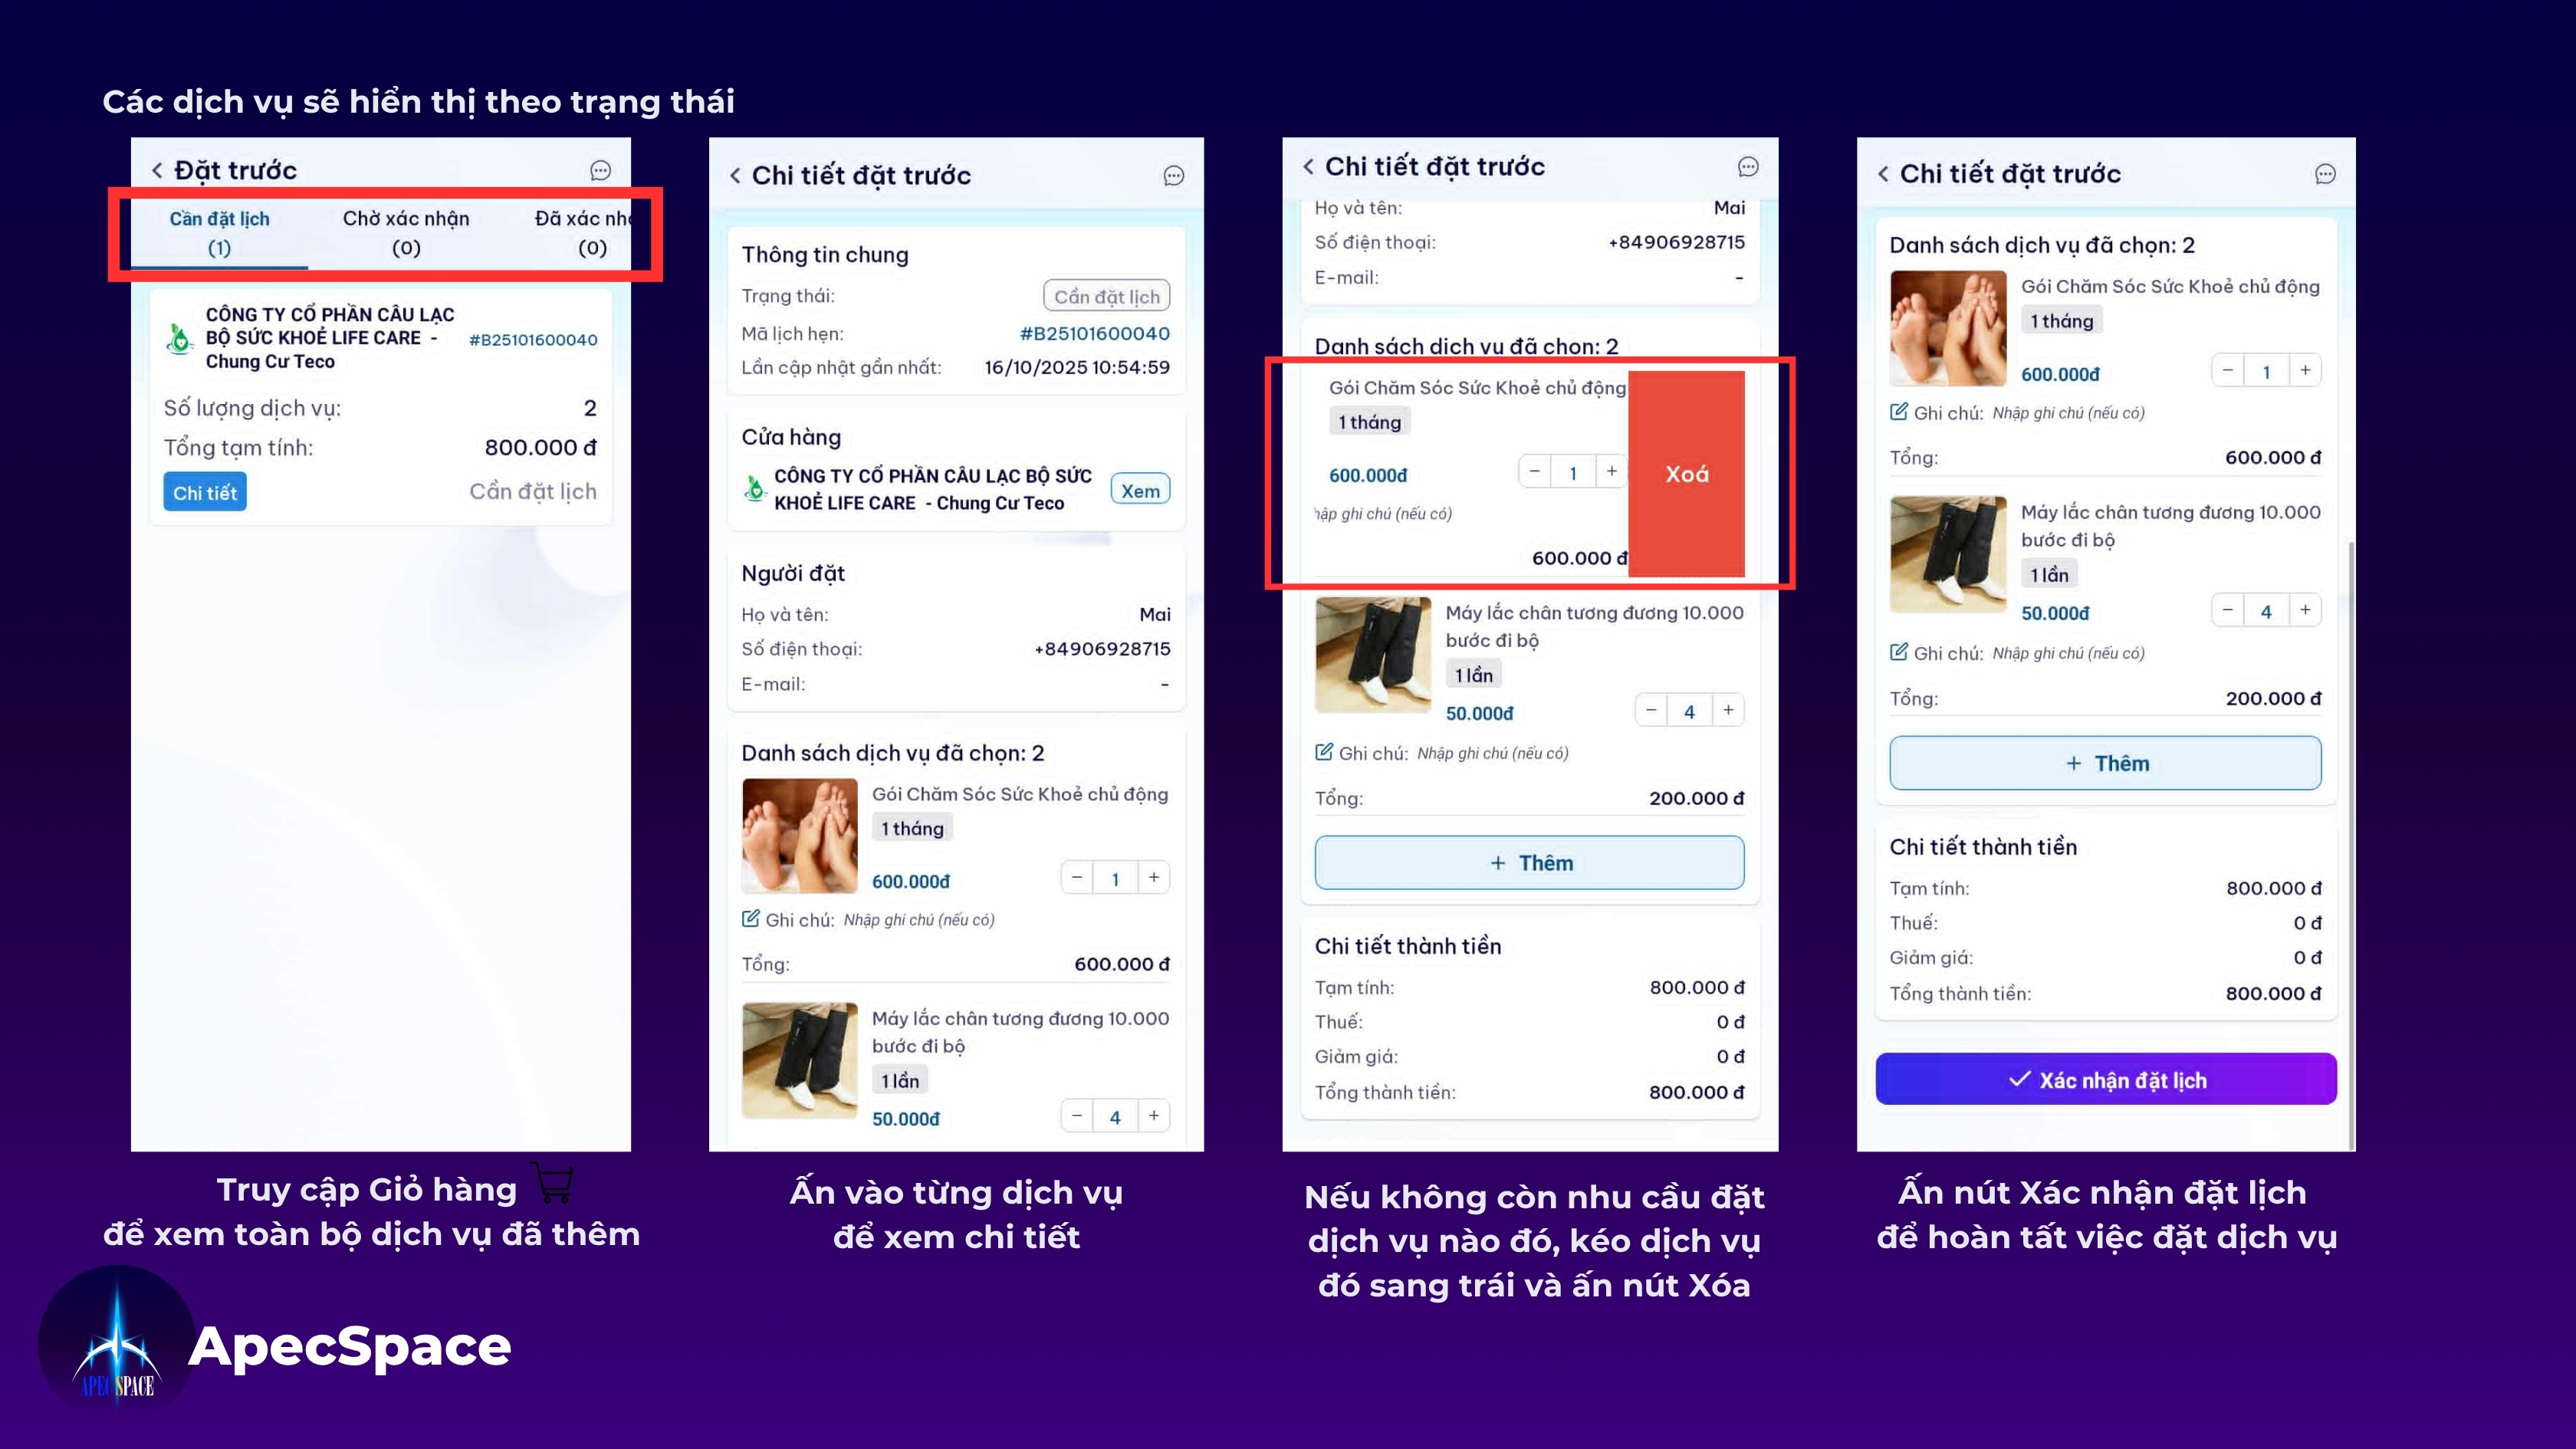 Các dịch vụ sẽ hiển thị theo trạng thái
Đặt trước
Cần đặt lịch
(1)
Chờ xác nhận
(0)
Đã xác
(0)
CÔNG TY CỔ PHẦN CÂU LẠC
BỘ SỨC KHOẺ LIFE CARE -
Chung Cư Teco
#B25101600040
Số lượng dịch vụ: 2
Tổng tạm tính: 800.000 đ
Chi tiết
Cần đặt lịch
Truy cập Giỏ hàng
để xem toàn bộ dịch vụ đã thêm
Chi tiết đặt trước
Thông tin chung
Trạng thái: Cần đặt lịch
Mã lịch hẹn: #B25101600040
Lần cập nhật gần nhất: 16/10/2025 10:54:59
Cửa hàng
CÔNG TY CỔ PHẦN CÂU LẠC BỘ SỨC
KHOẺ LIFE CARE - Chung Cư Teco
Xem
Người đặt
Họ và tên: Mai
Số điện thoại: +84906928715
E-mail: -
Danh sách dịch vụ đã chọn: 2
Gói Chăm Sóc Sức Khoẻ chủ động
1 tháng
600.000đ
− 1 +
Ghi chú: Nhập ghi chú (nếu có)
Tổng: 600.000 đ
Máy lắc chân tương đương 10.000
bước đi bộ
1 lần
50.000đ
− 4 +
Ấn vào từng dịch vụ
để xem chi tiết
Chi tiết đặt trước
Họ và tên: Mai
Số điện thoại: +84906928715
E-mail: -
Danh sách dịch vụ đã chọn: 2
Gói Chăm Sóc Sức Khoẻ chủ động
1 tháng
600.000đ
− 1 +
Xoá
ghi chú (nếu có)
600.000 đ
Máy lắc chân tương đương 10.000
bước đi bộ
1 lần
50.000đ
− 4 +
Ghi chú: Nhập ghi chú (nếu có)
Tổng: 200.000 đ
+ Thêm
Chi tiết thành tiền
Tạm tính: 800.000 đ
Thuế: 0 đ
Giảm giá: 0 đ
Tổng thành tiền: 800.000 đ
Nếu không còn nhu cầu đặt
dịch vụ nào đó, kéo dịch vụ
đó sang trái và ấn nút Xóa
Chi tiết đặt trước
Danh sách dịch vụ đã chọn: 2
Gói Chăm Sóc Sức Khoẻ chủ động
1 tháng
600.000đ
− 1 +
Ghi chú: Nhập ghi chú (nếu có)
Tổng: 600.000 đ
Máy lắc chân tương đương 10.000
bước đi bộ
1 lần
50.000đ
− 4 +
Ghi chú: Nhập ghi chú (nếu có)
Tổng: 200.000 đ
+ Thêm
Chi tiết thành tiền
Tạm tính: 800.000 đ
Thuế: 0 đ
Giảm giá: 0 đ
Tổng thành tiền: 800.000 đ
Xác nhận đặt lịch
Ấn nút Xác nhận đặt lịch
để hoàn tất việc đặt dịch vụ
APECSPACE
ApecSpace